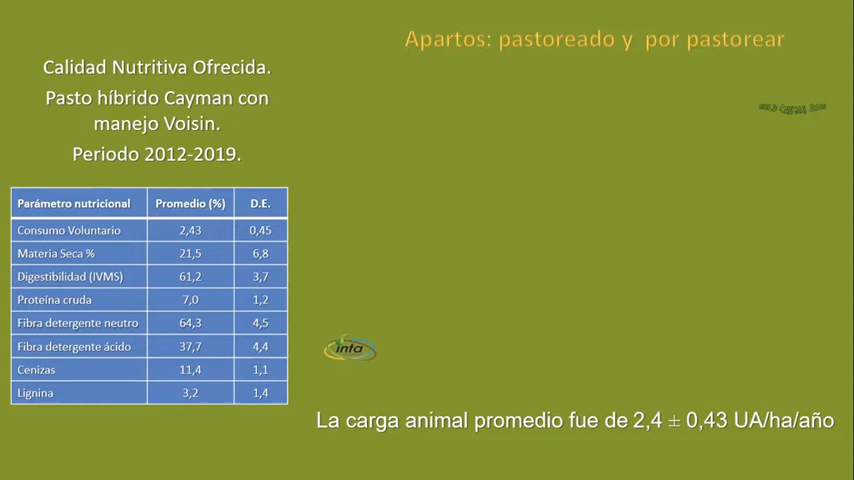 Apartos: pastoreado y por pastorear
Calidad Nutritiva Ofrecida.
Pasto híbrido Cayman con
manejo Voisin.
Periodo 2012-2019.
Parámetro nutricional Promedio (%) D.E.
Consumo Voluntario 2,43 0,45
Materia Seca % 21,5 6,8
Digestibilidad (IVMS) 61,2 3,7
Proteína cruda 7,0 1,2
Fibra detergente neutro 64,3 4,5
Fibra detergente ácido 37,7 4,4
Cenizas 11,4 1,1
Lignina 3,2 1,4
inta
La carga animal promedio fue de 2,4 ± 0,43 UA/ha/año